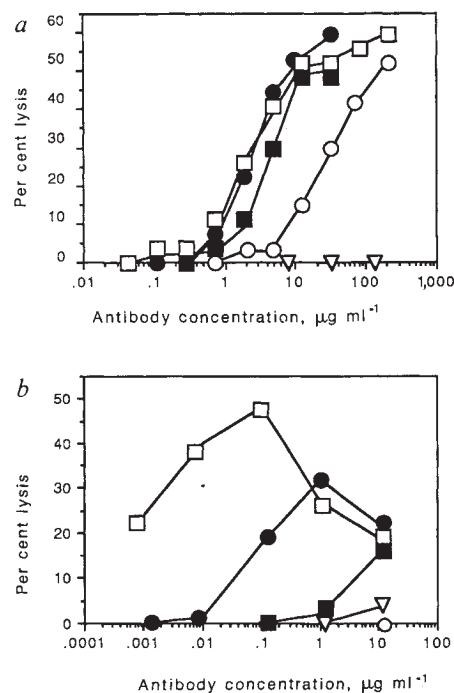 a
Per cent lysis
60
50
40
30
20
10
0
.01 .1 1 10 100 1,000
Antibody concentration, µg ml⁻¹
b
Per cent lysis
50
40
30
20
10
0
.0001 .001 .01 .1 1 10 100
Antibody concentration, µg ml⁻¹